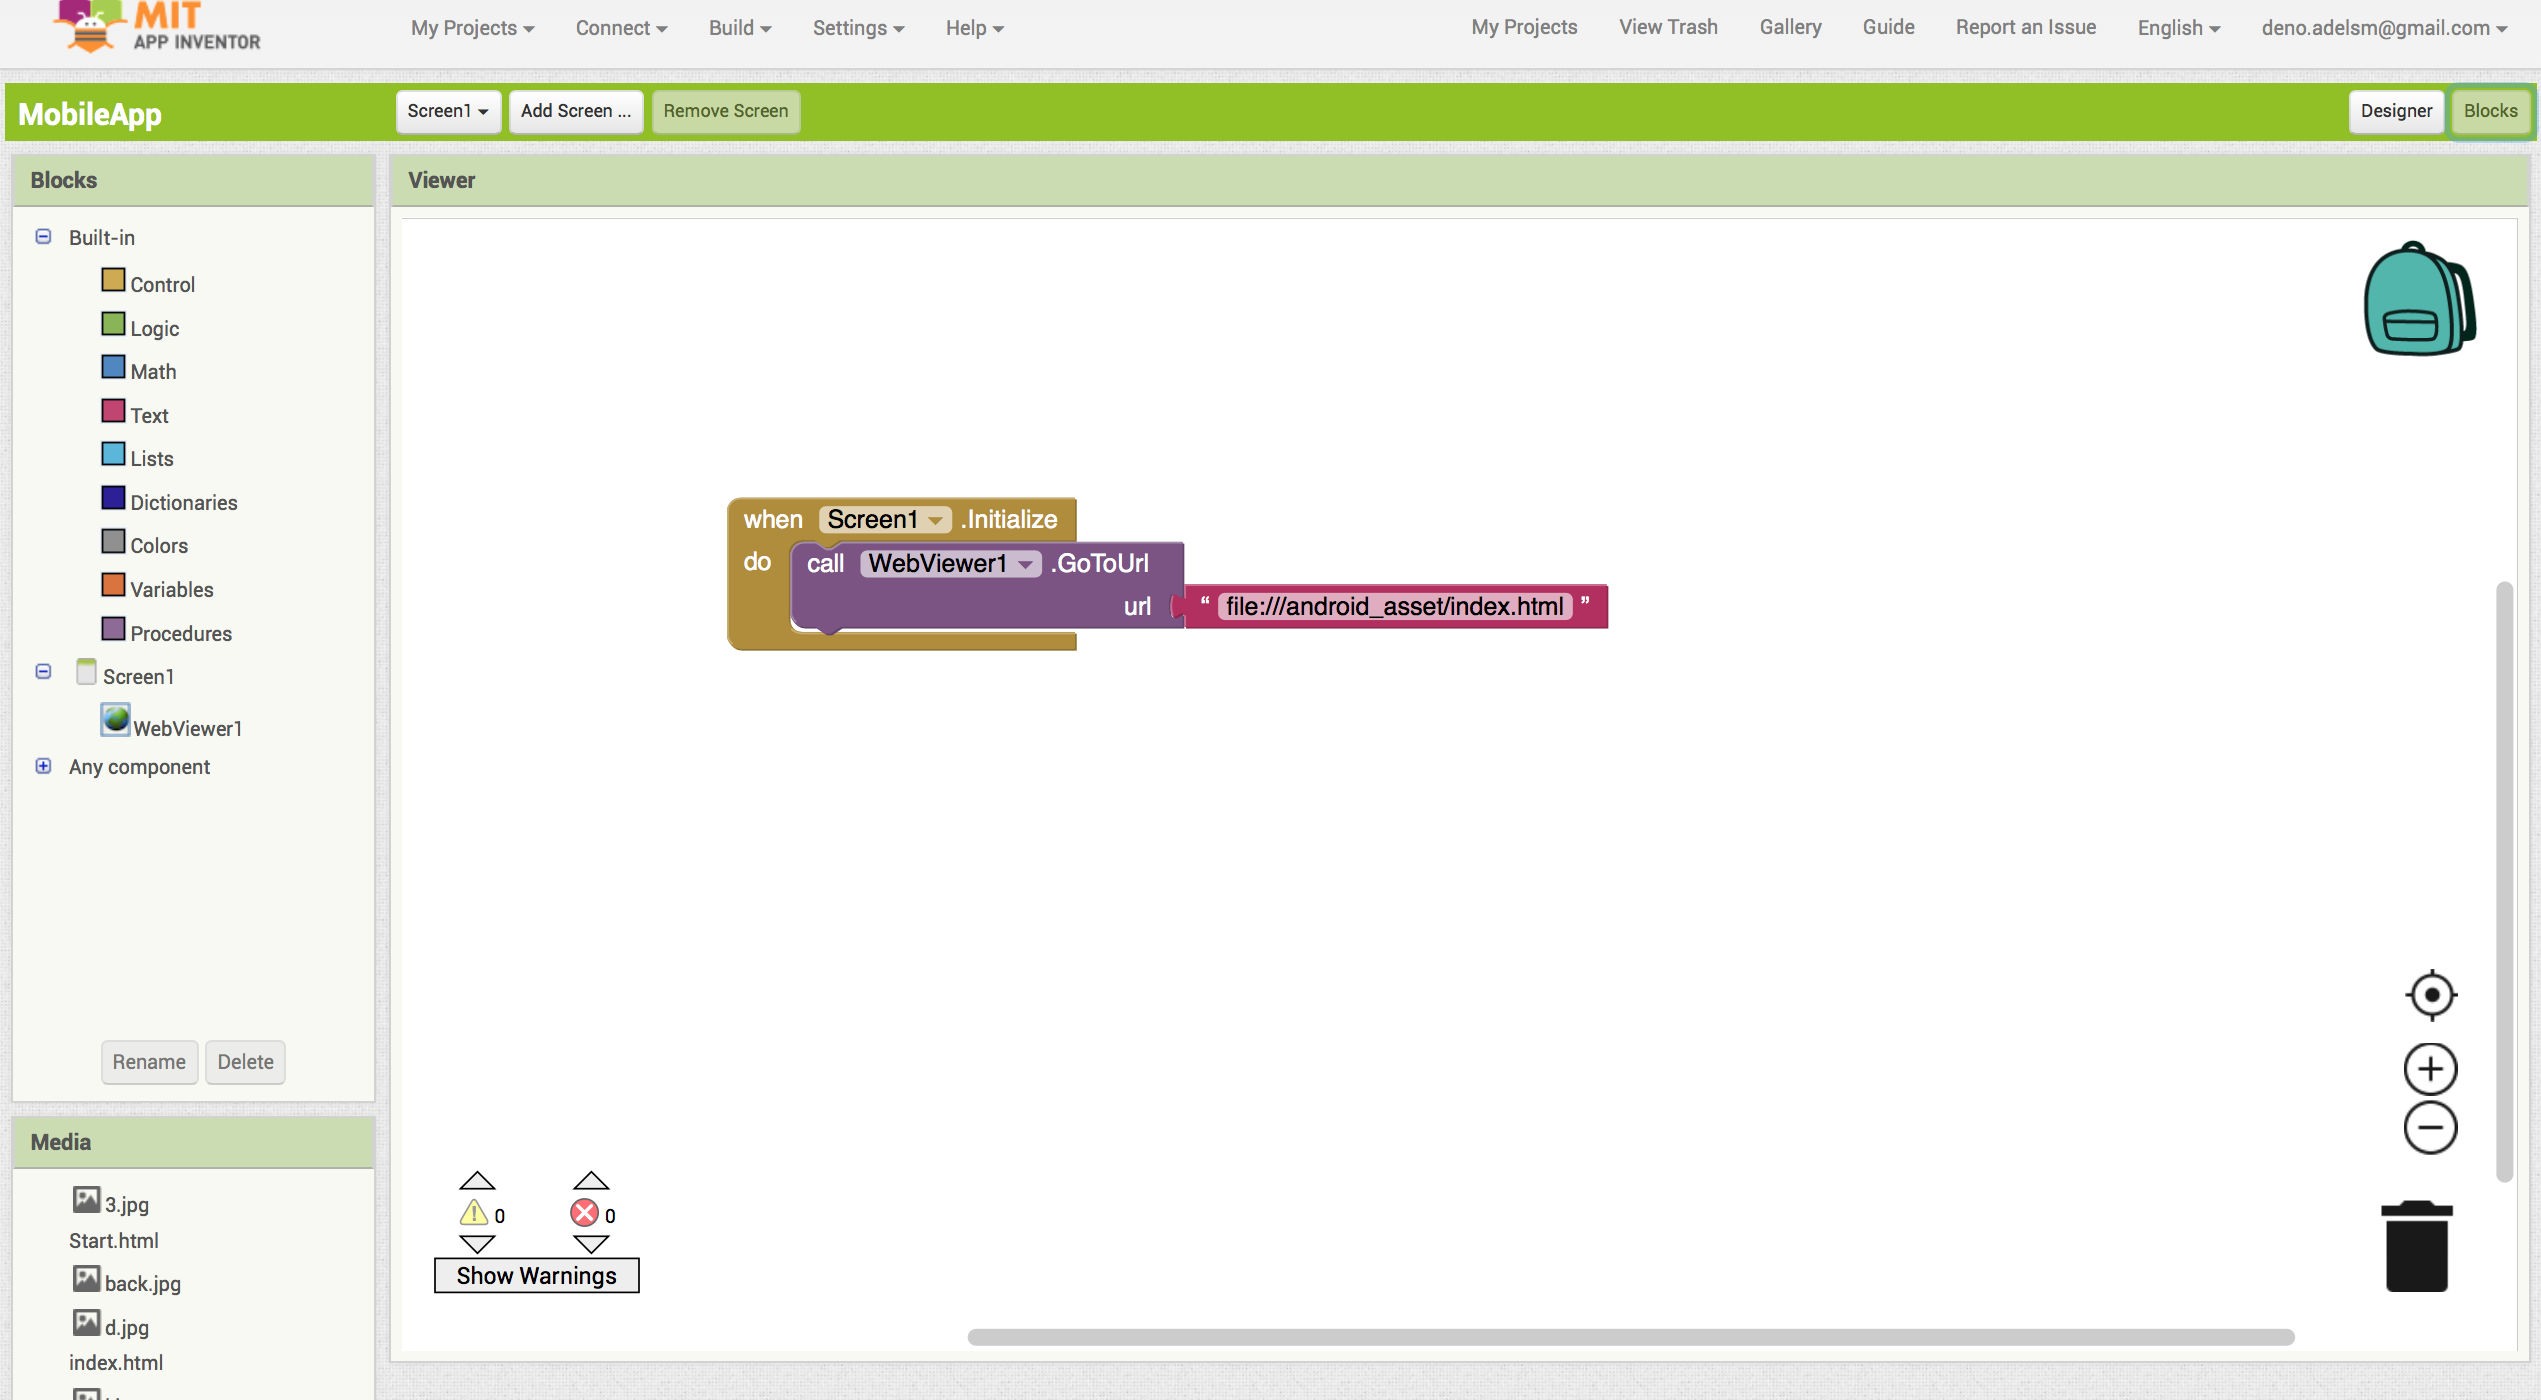 MIT
APP INVENTOR
My Projects Connect Build Settings Help My Projects View Trash Gallery Guide Report an Issue English deno.adelsm@gmail.com
MobileApp Screen1 Add Screen ... Remove Screen Designer Blocks
Blocks
Viewer
Built-in
Control
Logic
Math
Text
Lists
Dictionaries
Colors
Variables
Procedures
Screen1
WebViewer1
Any component
Rename Delete
Media
3.jpg
Start.html
back.jpg
d.jpg
index.html
when Screen1 .Initialize
do call WebViewer1 .GoToUrl
url “ file:///android_asset/index.html ”
0 0
Show Warnings